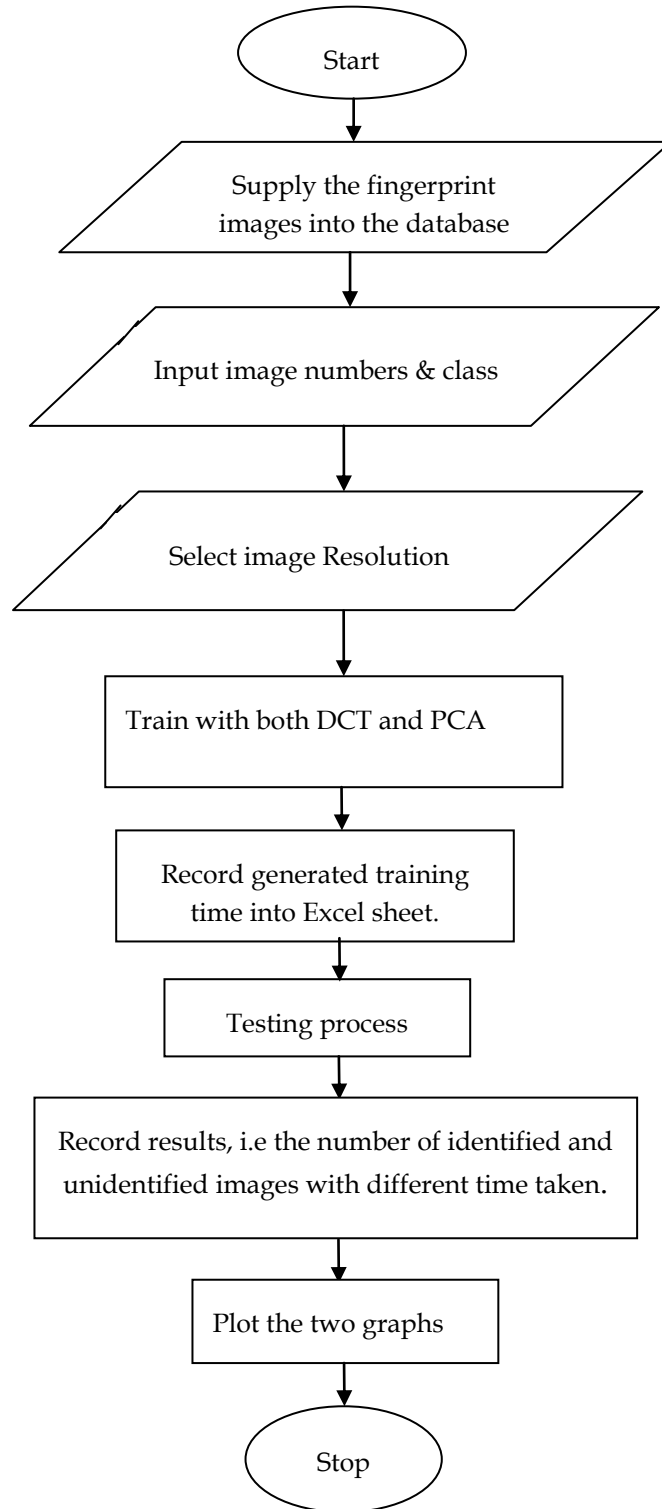 Start
Supply the fingerprint
images into the database
Input image numbers & class
Select image Resolution
Train with both DCT and PCA
Record generated training
time into Excel sheet.
Testing process
Record results, i.e the number of identified and
unidentified images with different time taken.
Plot the two graphs
Stop